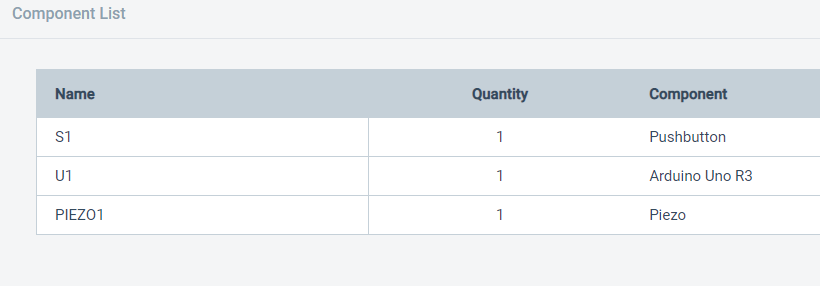 Component List
Name Quantity Component
S1 1 Pushbutton
U1 1 Arduino Uno R3
PIEZO1 1 Piezo